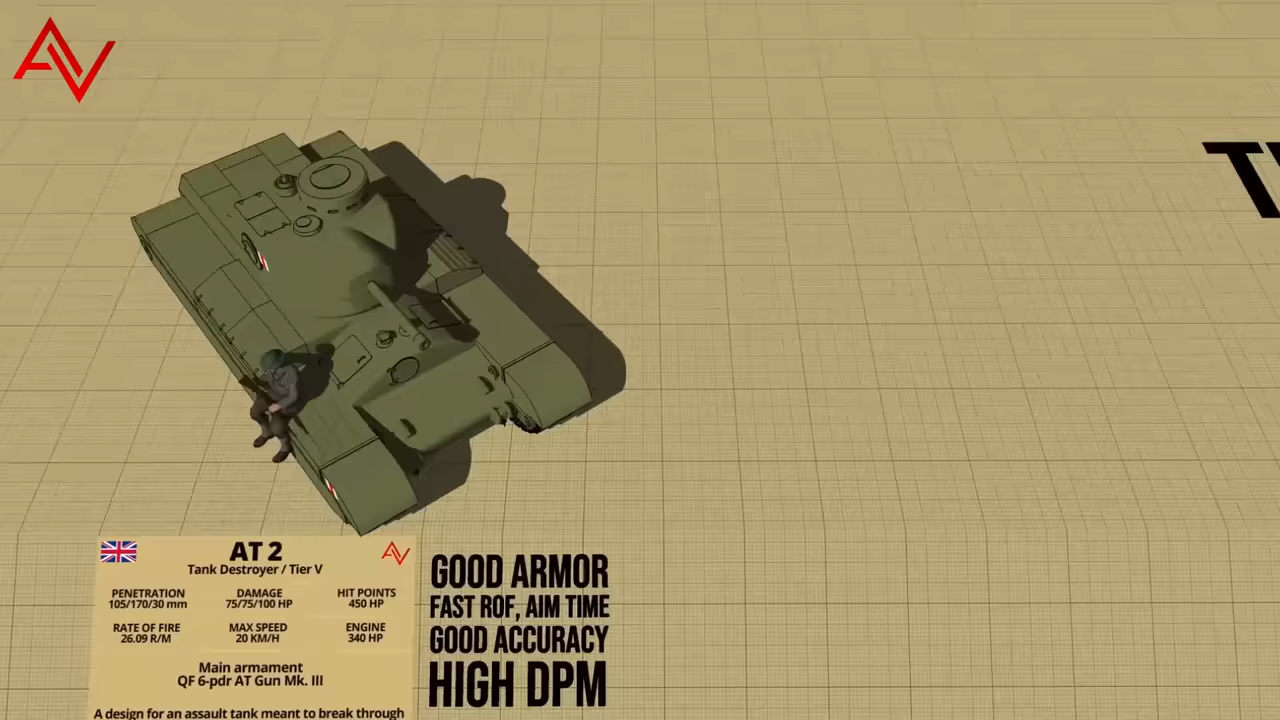 AV
AT 2
Tank Destroyer / Tier V
AV
PENETRATION DAMAGE HIT POINTS
105/170/30 mm 75/75/100 HP 450 HP
RATE OF FIRE MAX SPEED ENGINE
26.09 R/M 20 KM/H 340 HP
Main armament
QF 6-pdr AT Gun Mk. III
A design for an assault tank meant to break through
GOOD ARMOR
FAST ROF, AIM TIME
GOOD ACCURACY
HIGH DPM